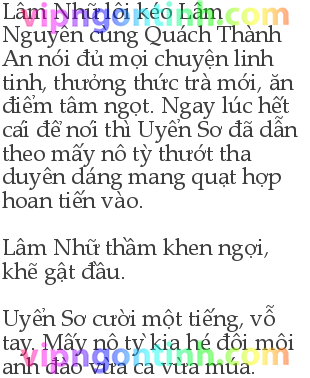 Lâm Nhữ lôi kéo Lâm
Nguyên cùng Quách Thành
An nói đủ mọi chuyện linh
tinh, thưởng thức trà mới, ăn
điểm tâm ngọt. Ngay lúc hết
cái để nói thì Uyển Sơ đã dẫn
theo mấy nô tỳ thướt tha
duyên dáng mang quạt hợp
hoan tiến vào.
Lâm Nhữ thầm khen ngợi,
khẽ gật đầu.
Uyển Sơ cười một tiếng, vỗ
tay. Mấy nô tỳ kia hé đôi môi
anh đào vừa ca vừa múa.
vipngontinh.com
vipngontinh.com